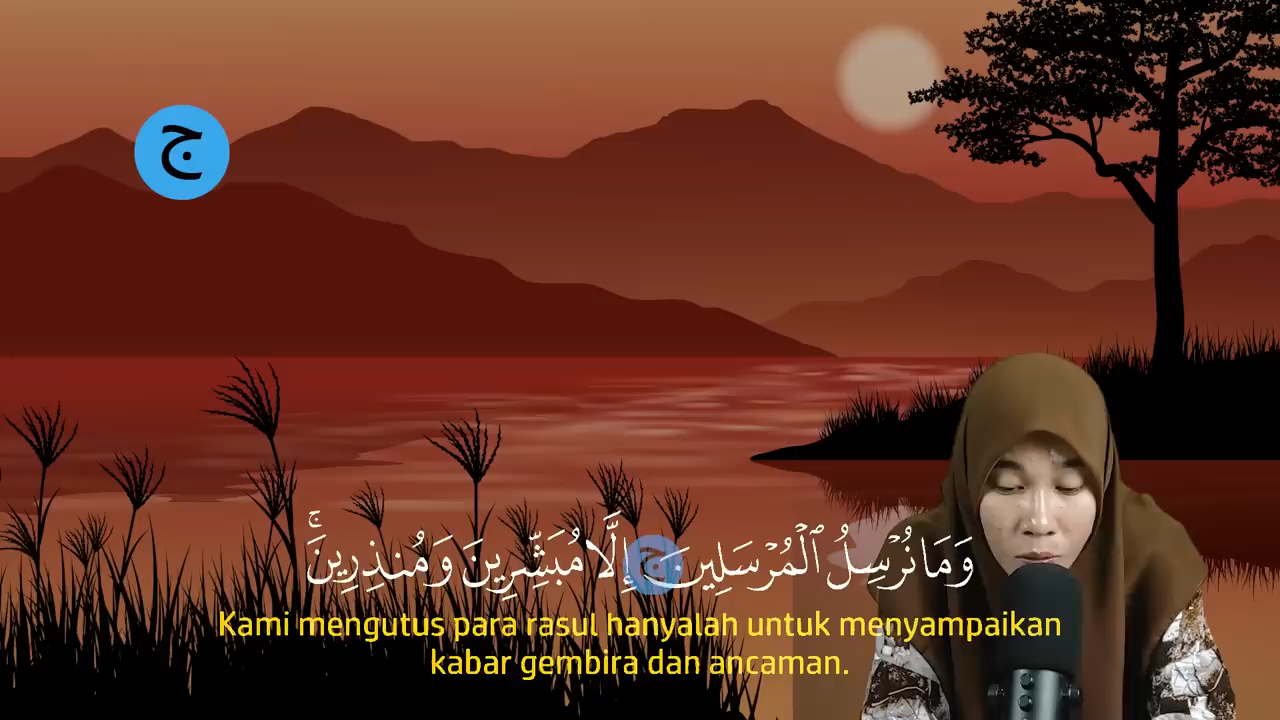 ج
وَمَا نُرْسِلُ ٱلْمُرْسَلِينَ إِلَّا مُبَشِّرِينَ وَمُنذِرِينَ ۚ
ج
Kami mengutus para rasul hanyalah untuk menyampaikan
kabar gembira dan ancaman.